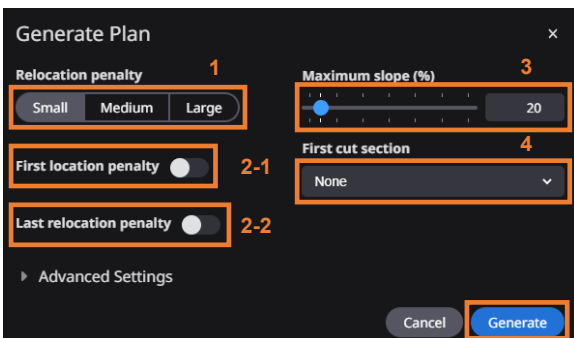 Generate Plan ×
Relocation penalty 1
Small Medium Large
First location penalty 2-1
Last relocation penalty 2-2
Advanced Settings
Maximum slope (%) 3
20
First cut section 4
None
Cancel Generate